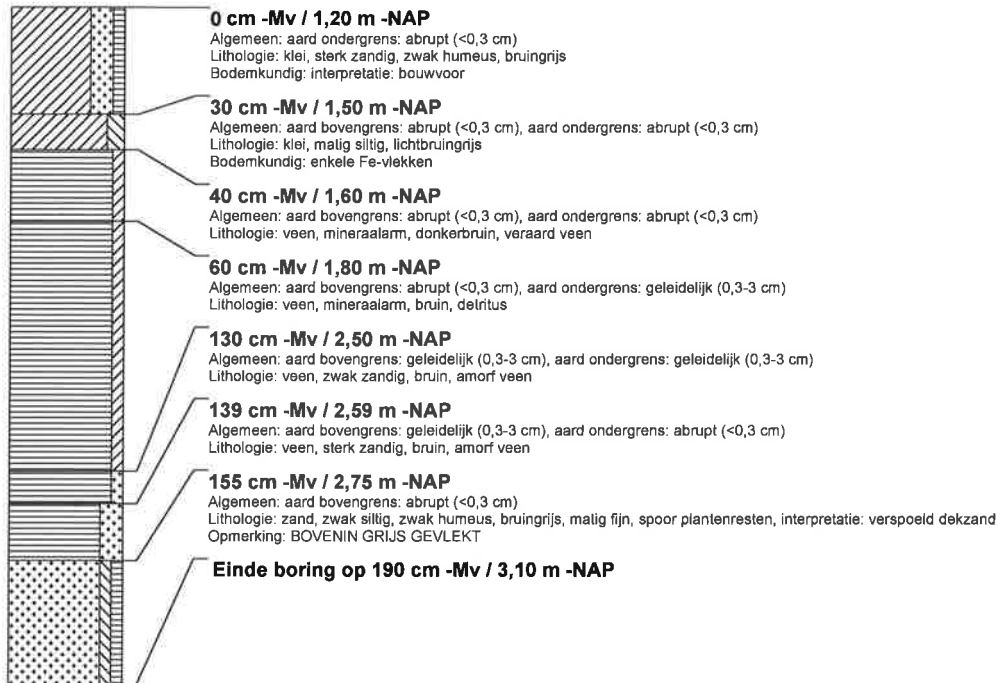 0 cm -Mv / 1,20 m -NAP
Algemeen: aard ondergrens: abrupt (<0,3 cm)
Lithologie: klei, sterk zandig, zwak humeus, bruingrijs
Bodemkundig: interpretatie: bouwvoor
30 cm -Mv / 1,50 m -NAP
Algemeen: aard bovengrens: abrupt (<0,3 cm), aard ondergrens: abrupt (<0,3 cm)
Lithologie: klei, matig siltig, lichtbruingrijs
Bodemkundig: enkele Fe-vlekken
40 cm -Mv / 1,60 m -NAP
Algemeen: aard bovengrens: abrupt (<0,3 cm), aard ondergrens: abrupt (<0,3 cm)
Lithologie: veen, mineraalarm, donkerbruin, veraard veen
60 cm -Mv / 1,80 m -NAP
Algemeen: aard bovengrens: abrupt (<0,3 cm), aard ondergrens: geleidelijk (0,3-3 cm)
Lithologie: veen, mineraalarm, bruin, detritus
130 cm -Mv / 2,50 m -NAP
Algemeen: aard bovengrens: geleidelijk (0,3-3 cm), aard ondergrens: geleidelijk (0,3-3 cm)
Lithologie: veen, zwak zandig, bruin, amorf veen
139 cm -Mv / 2,59 m -NAP
Algemeen: aard bovengrens: geleidelijk (0,3-3 cm), aard ondergrens: abrupt (<0,3 cm)
Lithologie: veen, sterk zandig, bruin, amorf veen
155 cm -Mv / 2,75 m -NAP
Algemeen: aard bovengrens: abrupt (<0,3 cm)
Lithologie: zand, zwak siltig, zwak humeus, bruingrijs, matig fijn, spoor plantenresten, interpretatie: verspoeld dekzand
Opmerking: BOVENIN GRIJS GEVLEKT
Einde boring op 190 cm -Mv / 3,10 m -NAP